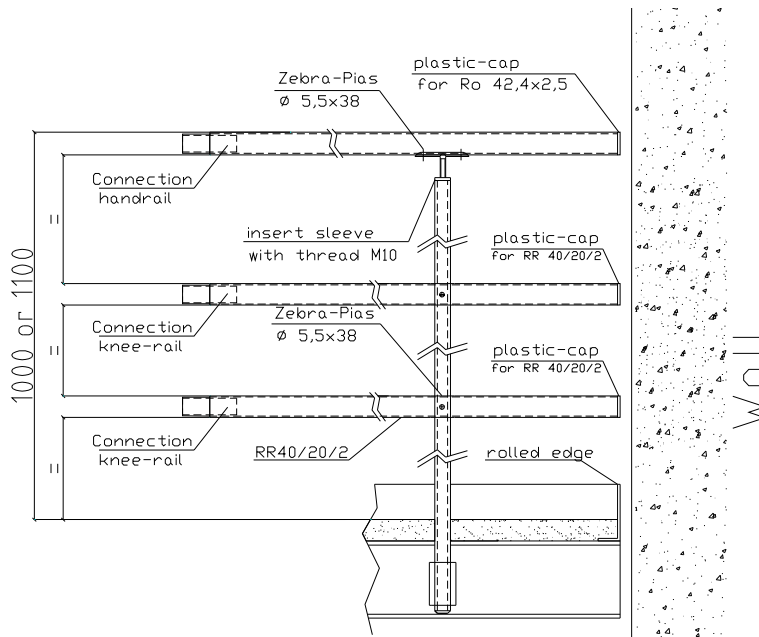 plastic-cap
for Ro 42,4x2,5
Zebra-Pias
Ø 5,5x38
Connection
handrail
insert sleeve
with thread M10
plastic-cap
for RR 40/20/2
Zebra-Pias
Ø 5,5x38
Connection
knee-rail
plastic-cap
for RR 40/20/2
Connection
knee-rail
RR40/20/2
rolled edge
1000 or 1100
=
=
=
Wall